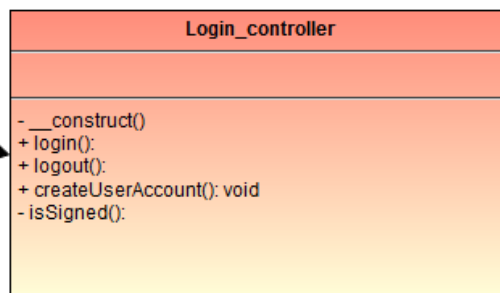 Login_controller
- __construct()
+ login():
+ logout():
+ createUserAccount(): void
- isSigned():